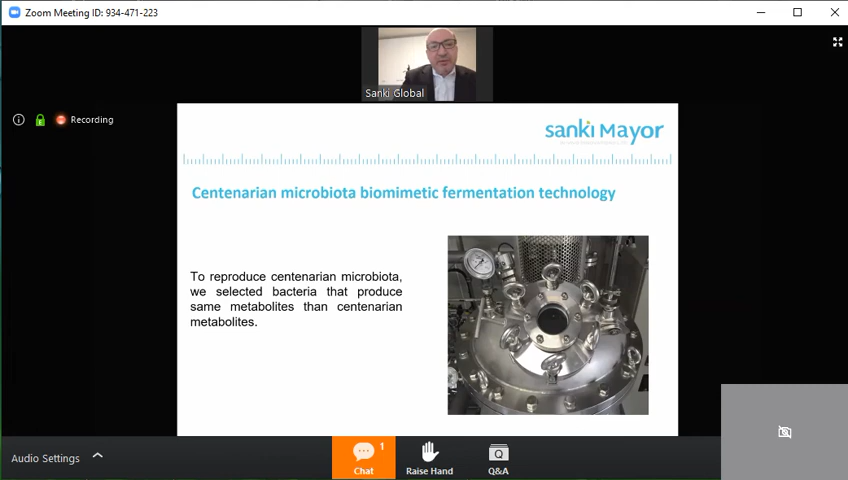 Zoom Meeting ID: 934-471-223
Sanki Global
Recording
sanki Mayor
Centenarian microbiota biomimetic fermentation technology
To reproduce centenarian microbiota,
we selected bacteria that produce
same metabolites than centenarian
metabolites.
Audio Settings
1
Chat
Raise Hand
Q
Q&A